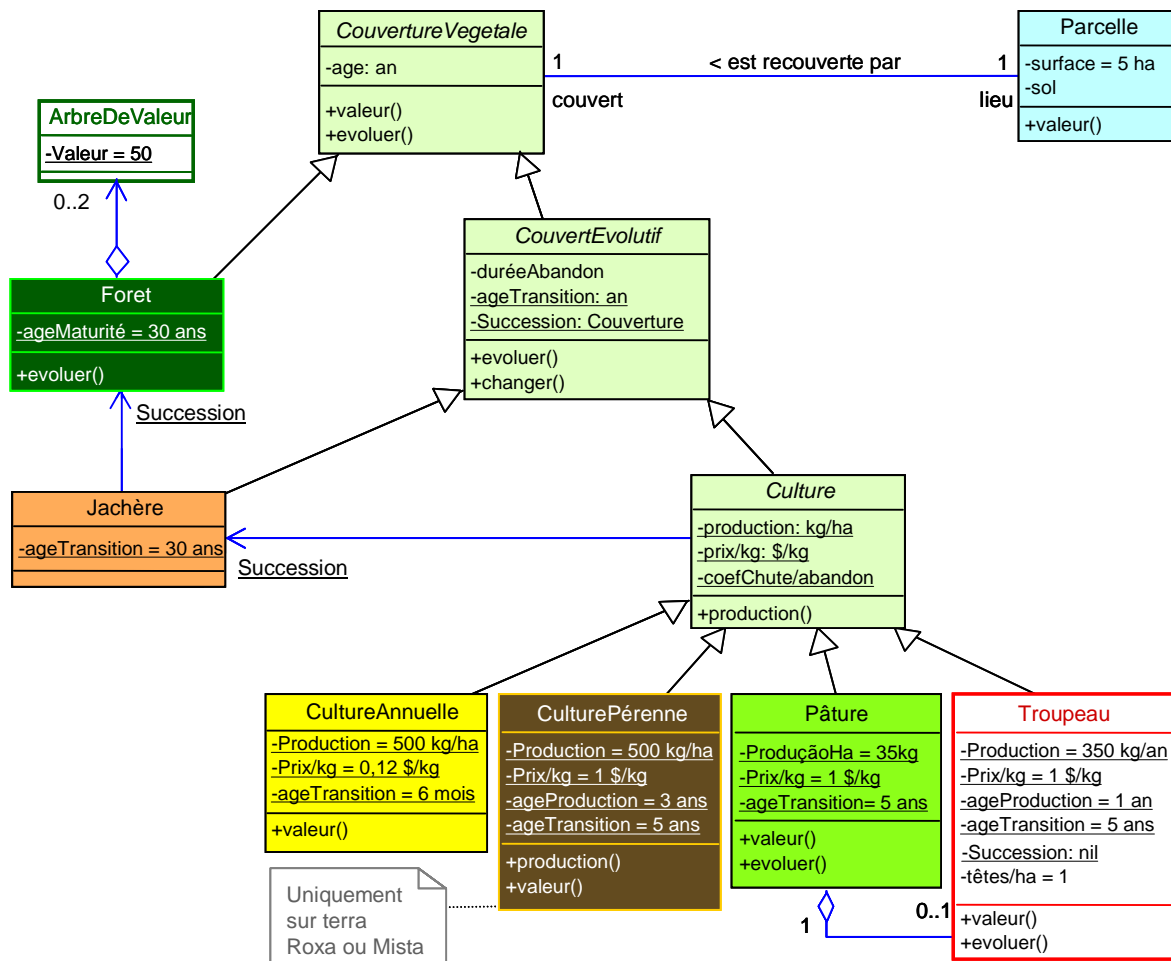 CouvertureVegetale
-age: an
+valeur()
+evoluer()
1
couvert
< est recouverte par
1
lieu
Parcelle
-surface = 5 ha
-sol
+valeur()
ArbreDeValeur
-Valeur = 50
0..2
CouvertEvolutif
-duréeAbandon
-ageTransition: an
-Succession: Couverture
+evoluer()
+changer()
Foret
-ageMaturité = 30 ans
+evoluer()
Succession
Jachère
-ageTransition = 30 ans
Succession
Culture
-production: kg/ha
-prix/kg: $/kg
-coefChute/abandon
+production()
CultureAnnuelle
-Production = 500 kg/ha
-Prix/kg = 0,12 $/kg
-ageTransition = 6 mois
+valeur()
CulturePérenne
-Production = 500 kg/ha
-Prix/kg = 1 $/kg
-ageProduction = 3 ans
-ageTransition = 5 ans
+production()
+valeur()
Pâture
-ProduçãoHa = 35kg
-Prix/kg = 1 $/kg
-ageTransition= 5 ans
+valeur()
+evoluer()
Troupeau
-Production = 350 kg/an
-Prix/kg = 1 $/kg
-ageProduction = 1 an
-ageTransition = 5 ans
-Succession: nil
-têtes/ha = 1
+valeur()
+evoluer()
1
0..1
Uniquement
sur terra
Roxa ou Mista